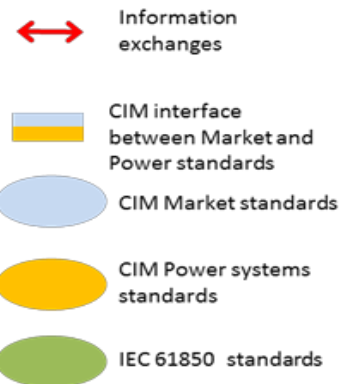 Information
exchanges
CIM interface
between Market and
Power standards
CIM Market standards
CIM Power systems
standards
IEC 61850 standards